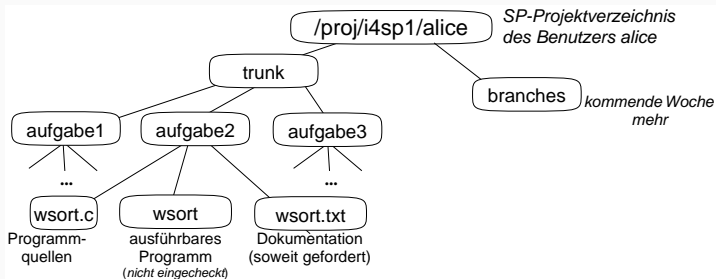 /proj/i4sp1/alice
SP-Projektverzeichnis
des Benutzers alice
trunk
branches
kommende Woche
mehr
aufgabe1
aufgabe2
aufgabe3
...
...
wsort.c
wsort
wsort.txt
Programm-
quellen
ausführbares
Programm
(nicht eingecheckt)
Dokumentation
(soweit gefordert)